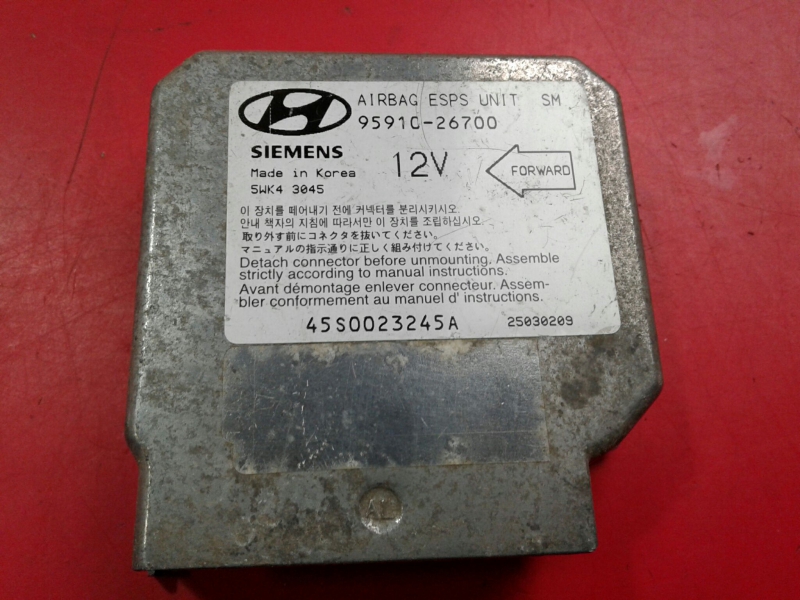 AIRBAG ESPS UNIT SM
95910-26700
SIEMENS
12V
FORWARD
Made in Korea
5WK4 3045
이 장치를 떼어내기 전에 커넥터를 분리시키시오.
안내 책자의 지침에 따라서만 이 장치를 조립하십시오.
取り外す前にコネクタを抜いてください。
マニュアルの指示通りに正しく組み付けてください。
Detach connector before unmounting. Assemble
strictly according to manual instructions.
Avant démontage enlever connecteur. Assem-
bler conformement au manuel d' instructions.
45S0023245A
25030209